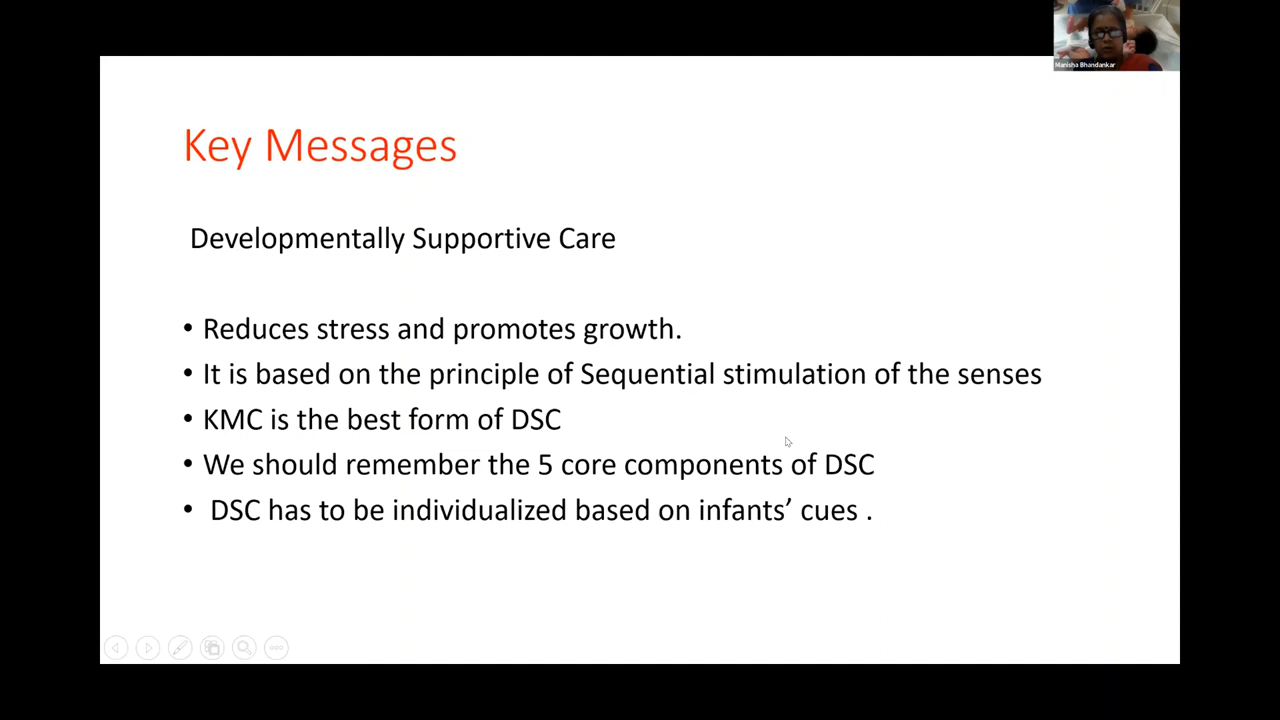 Manisha Bhandankar
Key Messages
Developmentally Supportive Care
• Reduces stress and promotes growth.
• It is based on the principle of Sequential stimulation of the senses
• KMC is the best form of DSC
• We should remember the 5 core components of DSC
• DSC has to be individualized based on infants’ cues .